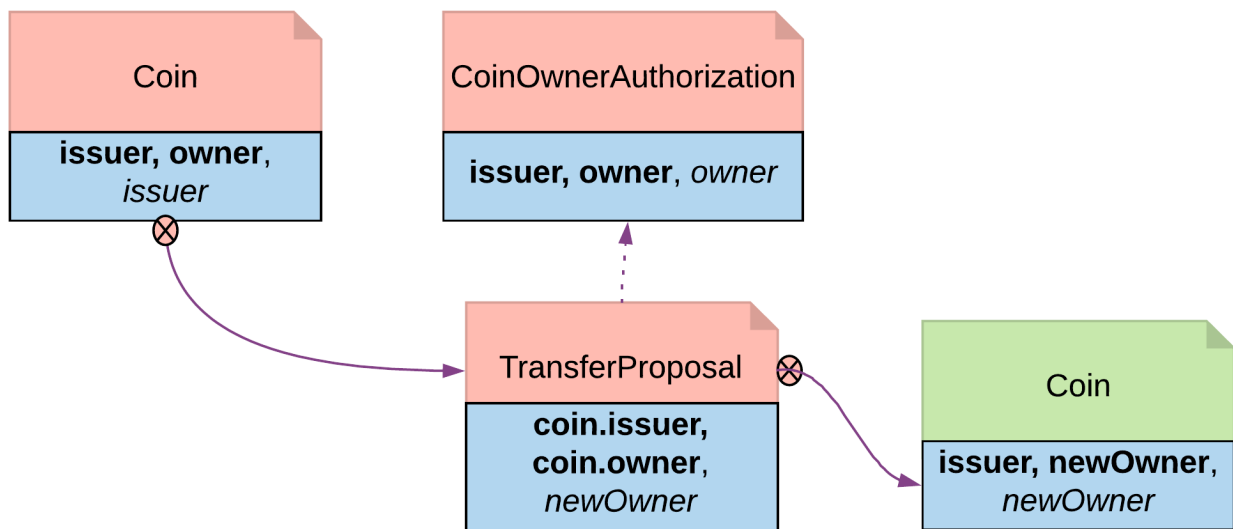 Coin
issuer, owner,
issuer
CoinOwnerAuthorization
issuer, owner, owner
TransferProposal
coin.issuer,
coin.owner,
newOwner
Coin
issuer, newOwner,
newOwner